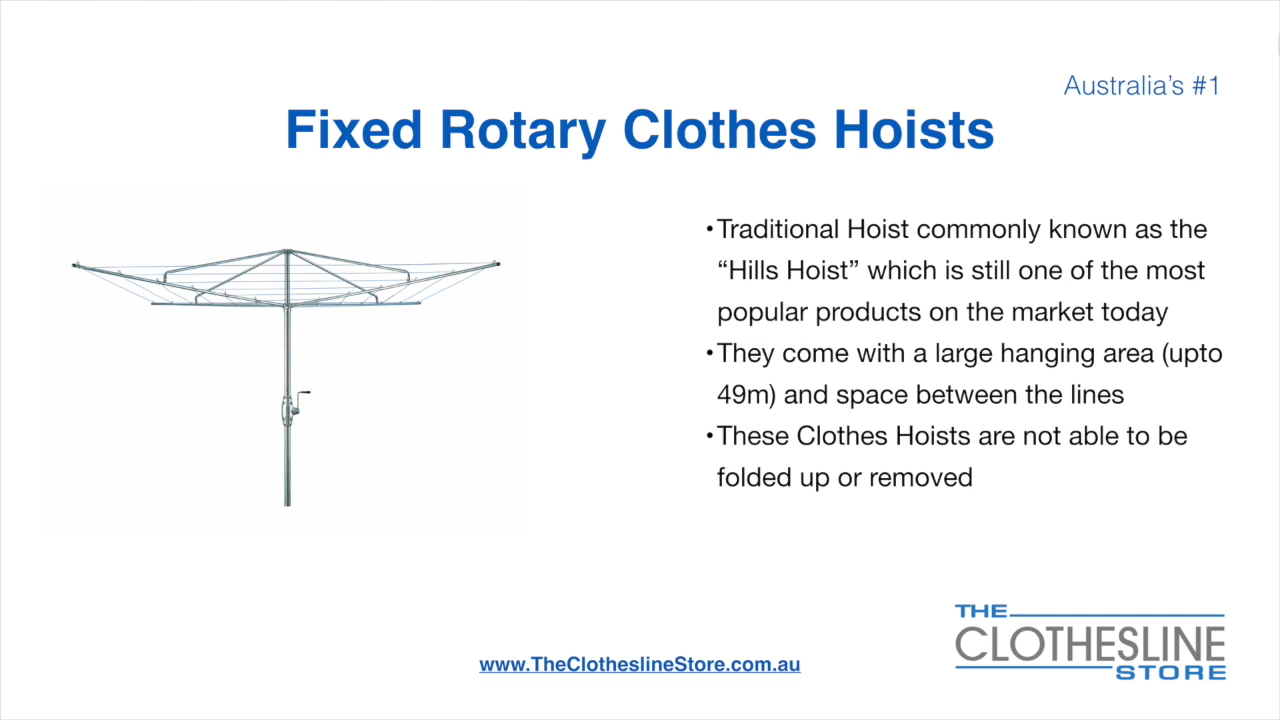 Australia's #1
Fixed Rotary Clothes Hoists
•Traditional Hoist commonly known as the
“Hills Hoist” which is still one of the most
popular products on the market today
•They come with a large hanging area (upto
49m) and space between the lines
•These Clothes Hoists are not able to be
folded up or removed
THE
CLOTHESLINE
STORE
www.TheClotheslineStore.com.au